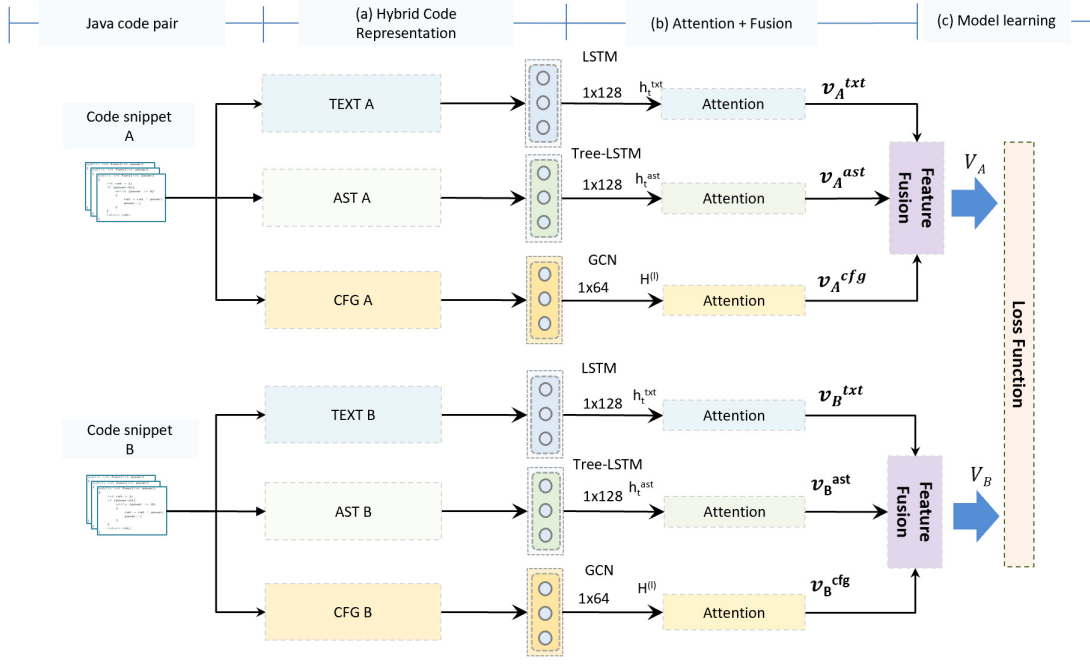 Java code pair
(a) Hybrid Code
Representation
(b) Attention + Fusion
(c) Model learning
Code snippet
A
TEXT A
LSTM
1x128
h_t^txt
Attention
v_A^txt
AST A
Tree-LSTM
1x128
h_t^ast
Attention
v_A^ast
CFG A
GCN
1x64
H^(l)
Attention
v_A^cfg
Feature
Fusion
V_A
Loss Function
Code snippet
B
TEXT B
LSTM
1x128
h_t^txt
Attention
v_B^txt
AST B
Tree-LSTM
1x128
h_t^ast
Attention
v_B^ast
CFG B
GCN
1x64
H^(l)
Attention
v_B^cfg
Feature
Fusion
V_B